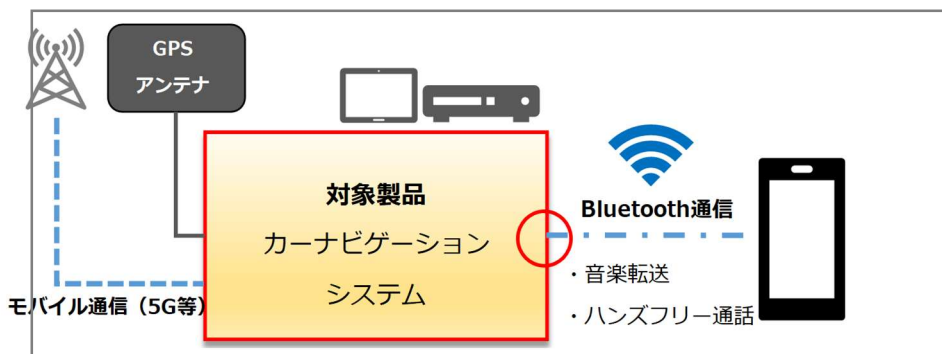 GPS
アンテナ
対象製品
カーナビゲーション
システム
Bluetooth通信
・音楽転送
・ハンズフリー通話
モバイル通信（5G等）